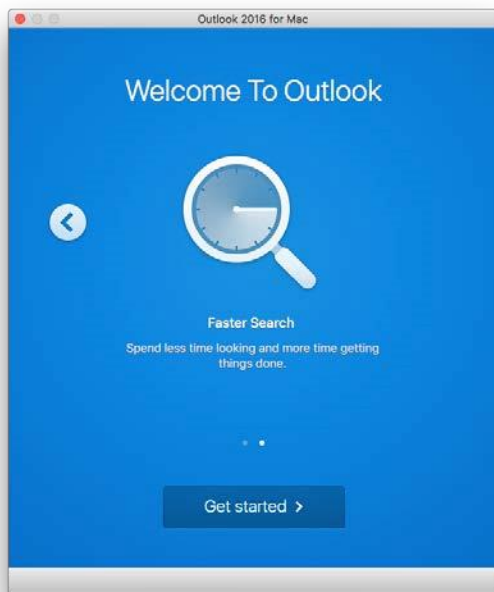 Outlook 2016 for Mac
Welcome To Outlook
Faster Search
Spend less time looking and more time getting
things done.
Get started